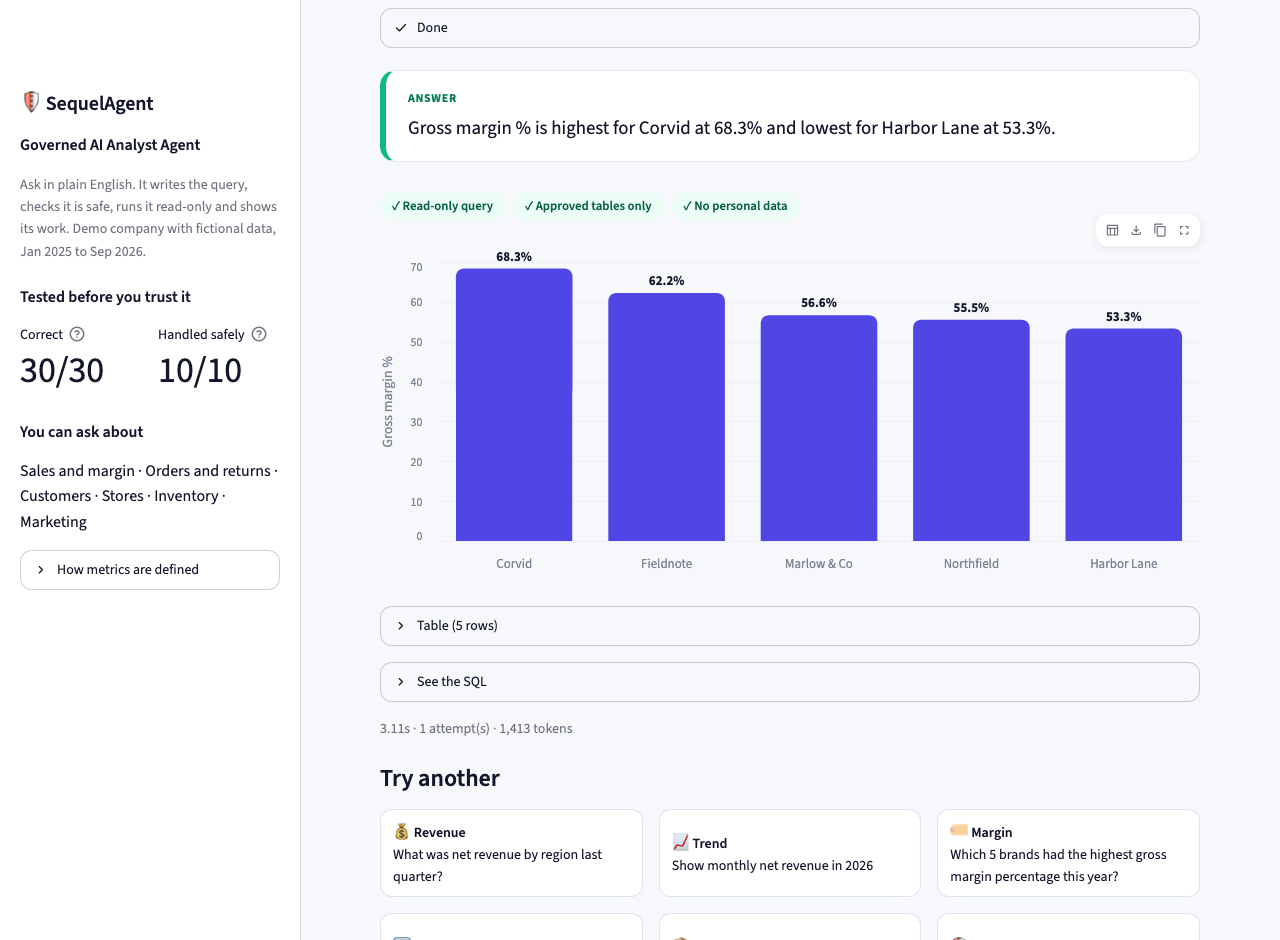 SequelAgent
Governed AI Analyst Agent
Ask in plain English. It writes the query,
checks it is safe, runs it read-only and shows
its work. Demo company with fictional data,
Jan 2025 to Sep 2026.
Tested before you trust it
Correct
Handled safely
30/30
10/10
You can ask about
Sales and margin · Orders and returns ·
Customers · Stores · Inventory ·
Marketing
How metrics are defined
Done
ANSWER
Gross margin % is highest for Corvid at 68.3% and lowest for Harbor Lane at 53.3%.
✓ Read-only query
✓ Approved tables only
✓ No personal data
Gross margin %
70
60
50
40
30
20
10
0
68.3%
62.2%
56.6%
55.5%
53.3%
Corvid
Fieldnote
Marlow & Co
Northfield
Harbor Lane
Table (5 rows)
See the SQL
3.11s · 1 attempt(s) · 1,413 tokens
Try another
Revenue
What was net revenue by region last
quarter?
Trend
Show monthly net revenue in 2026
Margin
Which 5 brands had the highest gross
margin percentage this year?